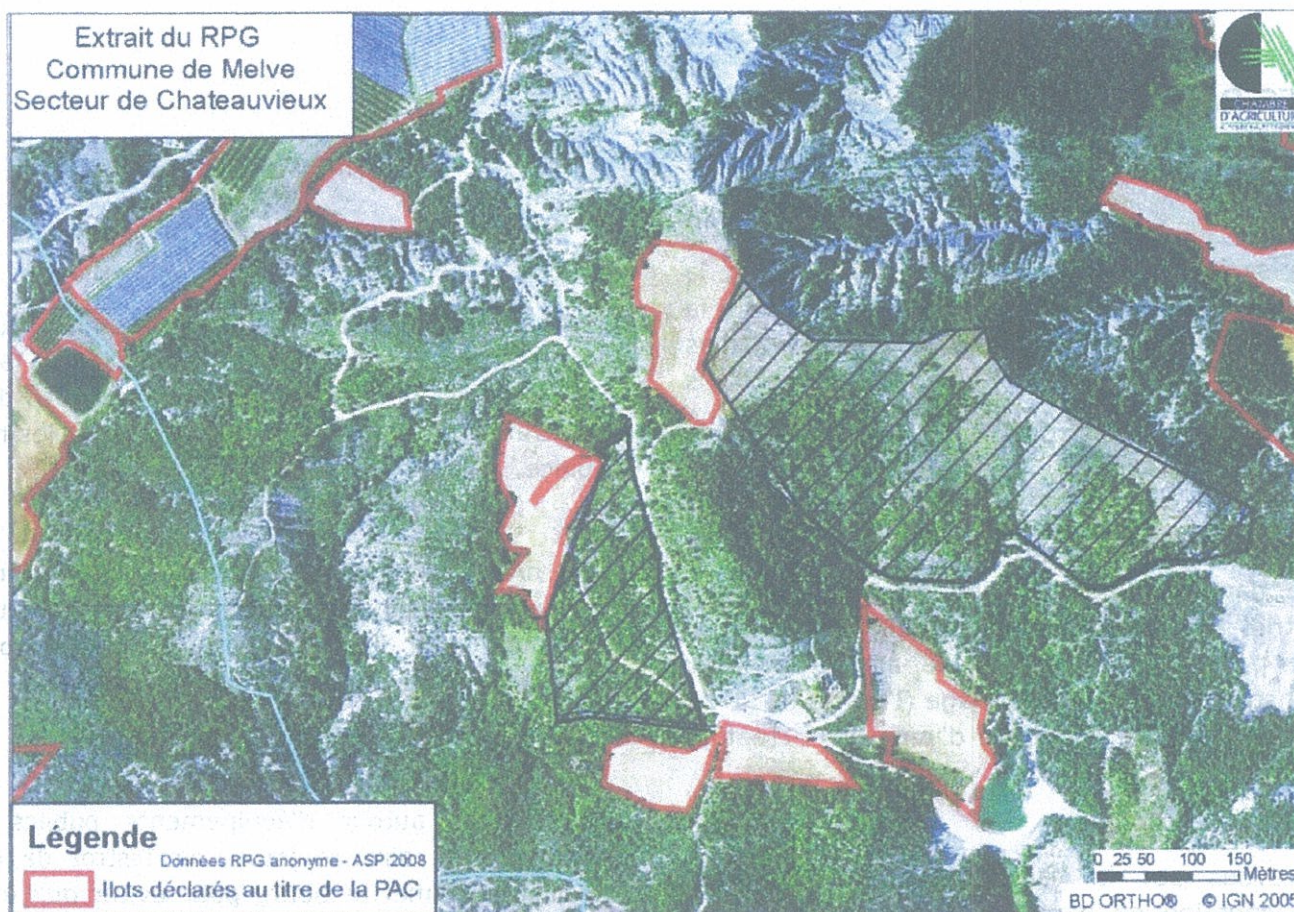 Extrait du RPG
Commune de Melve
Secteur de Chateauvieux
CHAMBRE
D'AGRICULTURE
Légende
Données RPG anonyme - ASP 2008
Ilots déclarés au titre de la PAC
0 25 50 100 150
Mètres
BD ORTHO® © IGN 2005